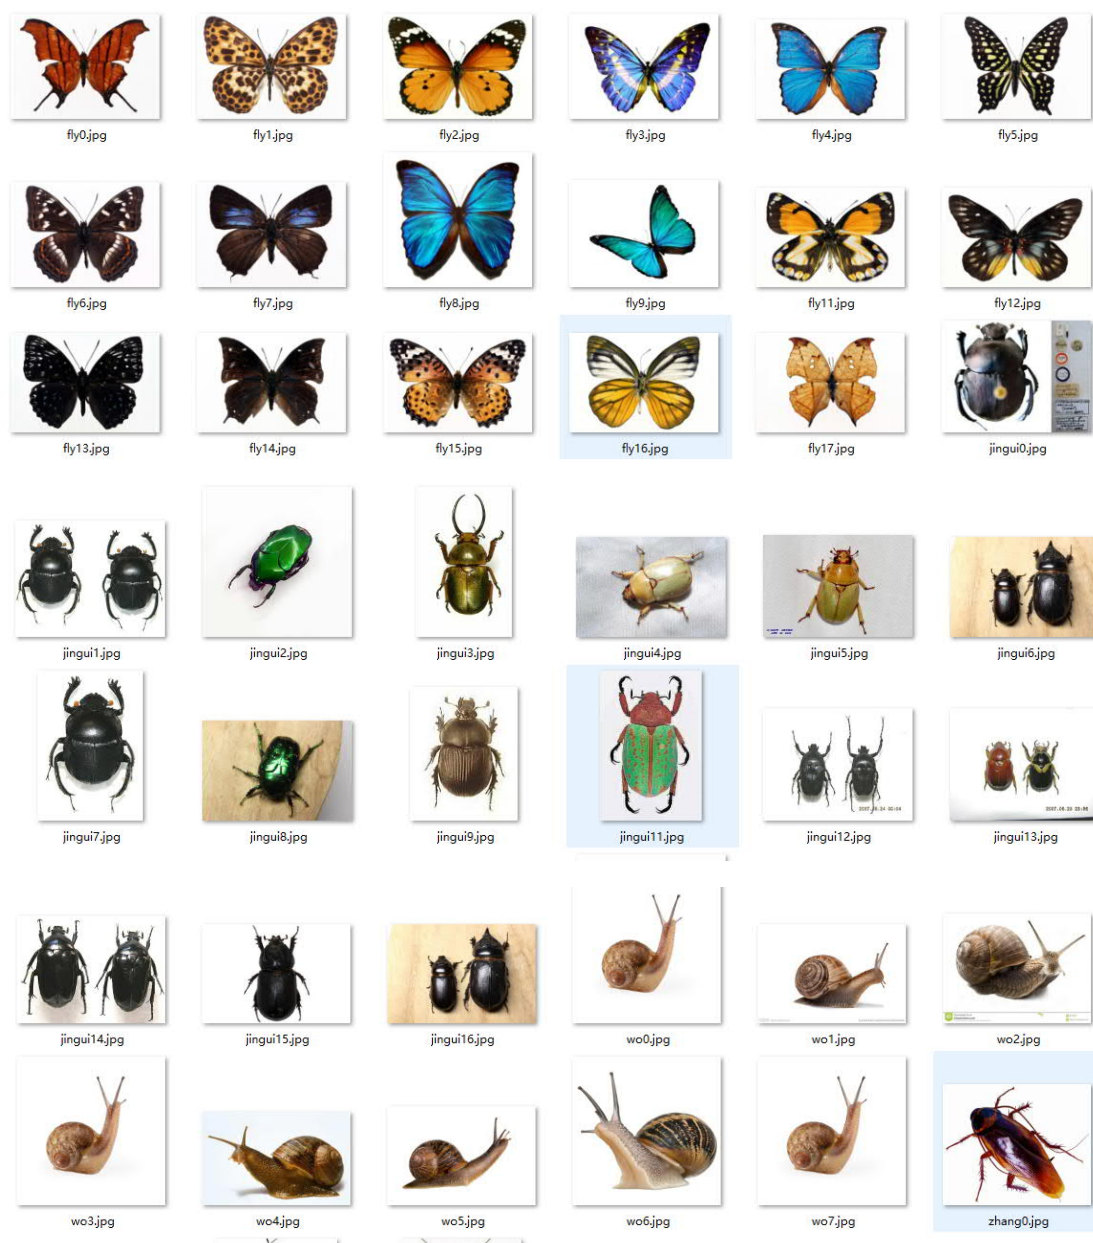 fly0.jpg fly1.jpg fly2.jpg fly3.jpg fly4.jpg fly5.jpg
fly6.jpg fly7.jpg fly8.jpg fly9.jpg fly11.jpg fly12.jpg
fly13.jpg fly14.jpg fly15.jpg fly16.jpg fly17.jpg jingui0.jpg
jingui1.jpg jingui2.jpg jingui3.jpg jingui4.jpg jingui5.jpg jingui6.jpg
jingui7.jpg jingui8.jpg jingui9.jpg jingui11.jpg jingui12.jpg jingui13.jpg
jingui14.jpg jingui15.jpg jingui16.jpg wo0.jpg wo1.jpg wo2.jpg
wo3.jpg wo4.jpg wo5.jpg wo6.jpg wo7.jpg zhang0.jpg